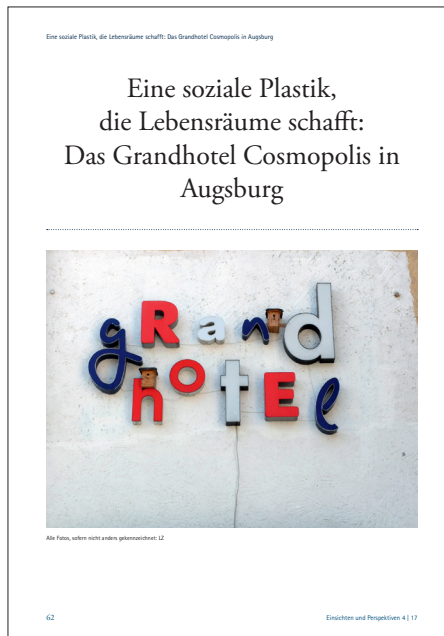 Eine soziale Plastik, die Lebensräume schafft: Das Grandhotel Cosmopolis in Augsburg
Eine soziale Plastik,
die Lebensräume schafft:
Das Grandhotel Cosmopolis in
Augsburg
gRand
hotEl
Alle Fotos, sofern nicht anders gekennzeichnet: LZ
62
Einsichten und Perspektiven 4 | 17